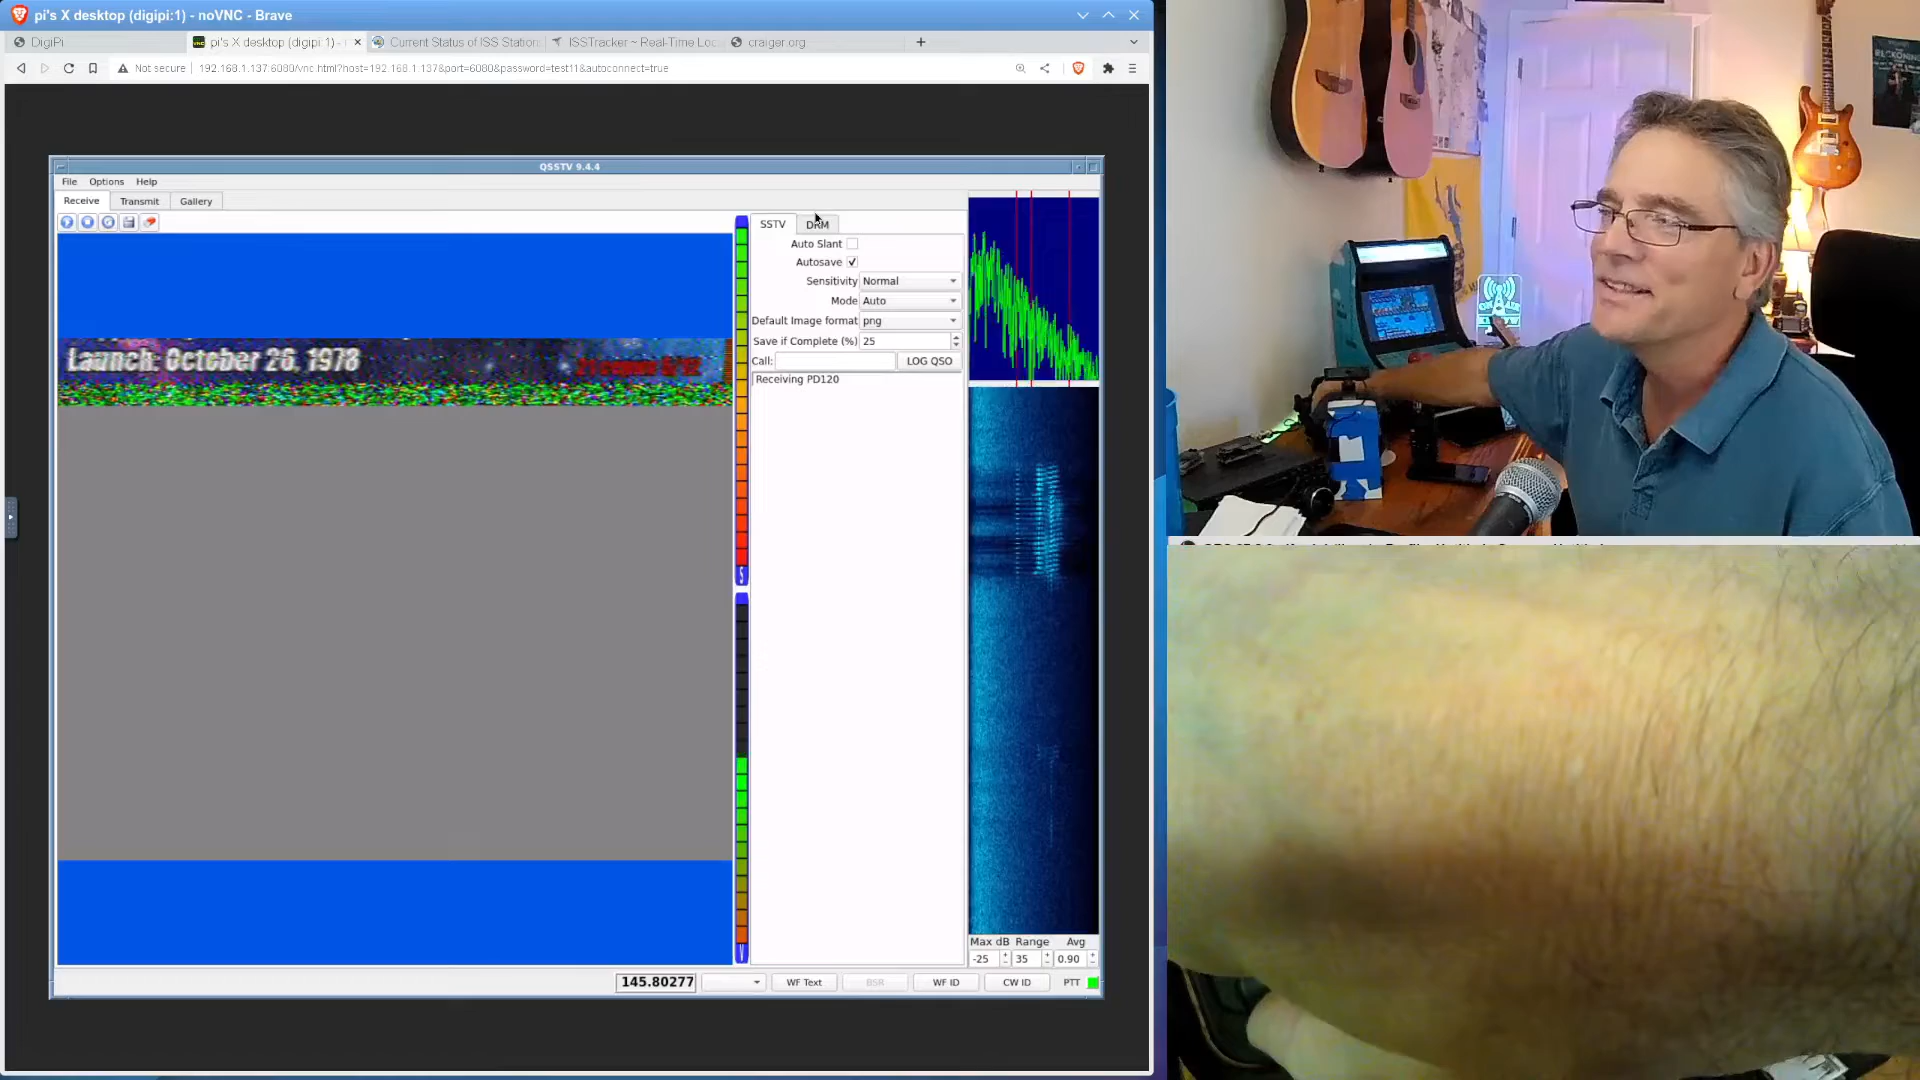 pi's X desktop (digipi:1) - noVNC - Brave
DigiPi
pi's X desktop (digipi:1) -
Current Status of ISS Station
ISSTracker ~ Real-Time Loc
craiger.org
Not secure
192.168.1.137:6080/vnc.html?host=192.168.1.137&port=6080&password=test11&autoconnect=true
QSSTV 9.4.4
File Options Help
Receive Transmit Gallery
SSTV DRM
Auto Slant
Autosave
Sensitivity Normal
Mode Auto
Default Image format png
Save if Complete (%) 25
Call: LOG QSO
Receiving PD120
Launch: October 26, 1978
Max dB Range Avg
-25 35 0.90
145.80277 WF Text BSR WF ID CW ID PTT
RECKONING